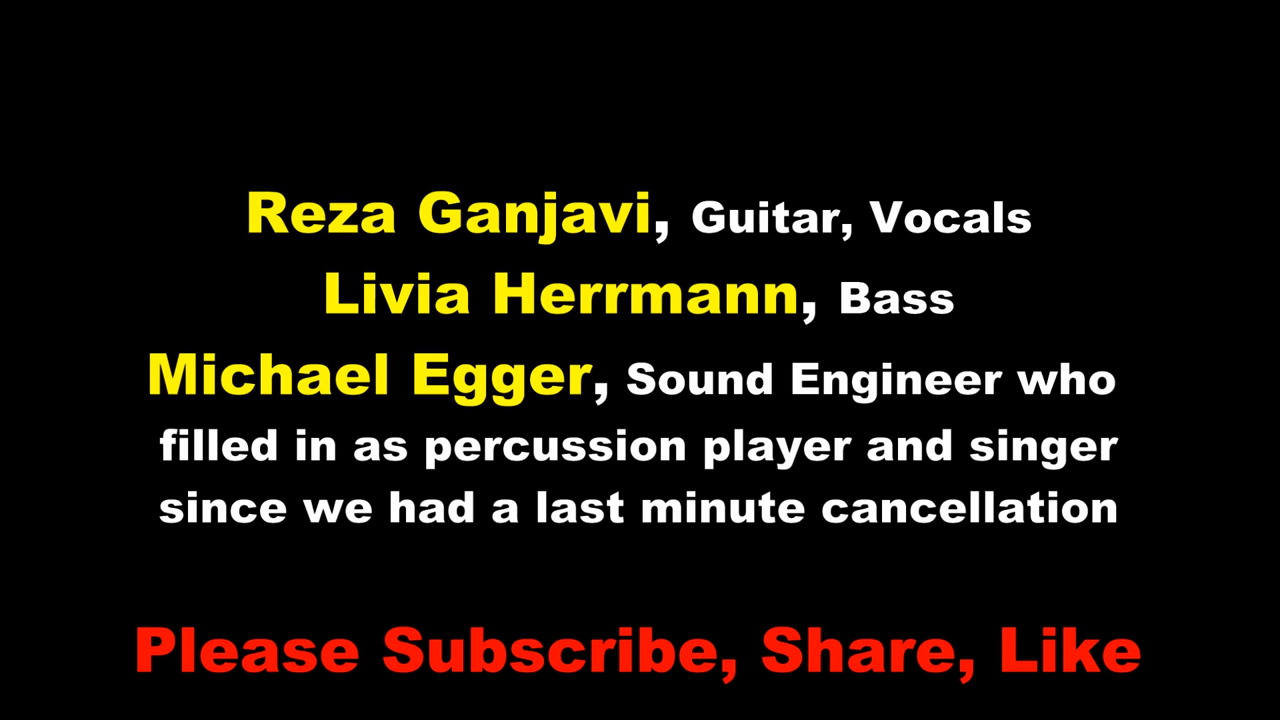 Reza Ganjavi, Guitar, Vocals
Livia Herrmann, Bass
Michael Egger, Sound Engineer who
filled in as percussion player and singer
since we had a last minute cancellation
Please Subscribe, Share, Like